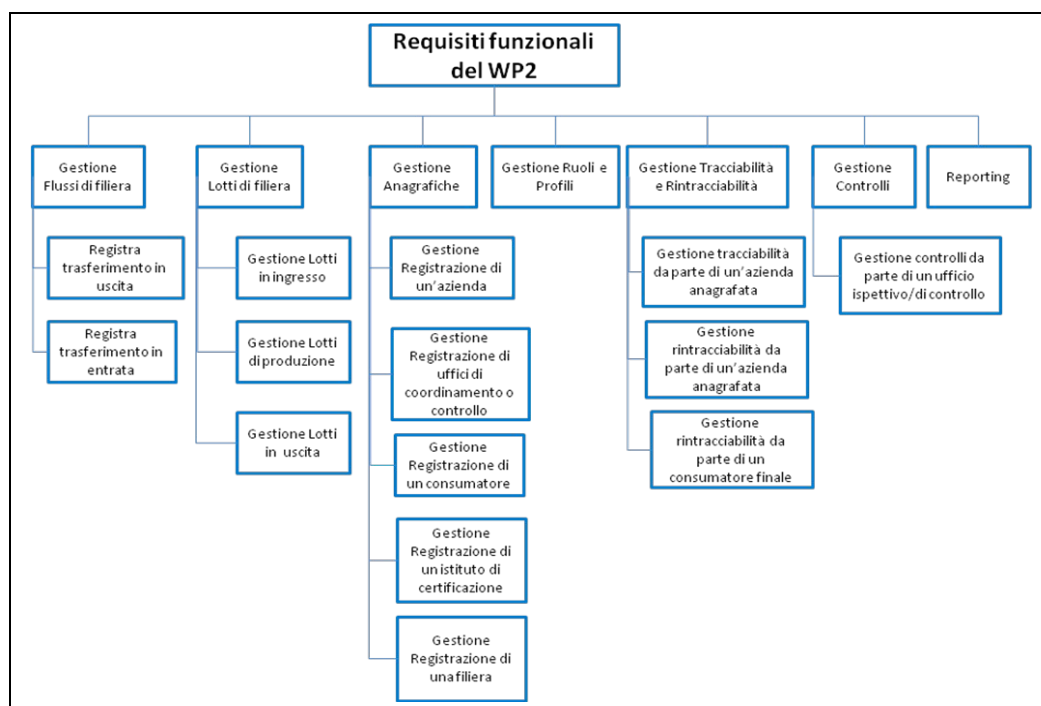 Requisiti funzionali
del WP2
Gestione
Flussi di filiera
Gestione
Lotti di filiera
Gestione
Anagrafiche
Gestione Ruoli e
Profili
Gestione Tracciabilità
e Rintracciabilità
Gestione
Controlli
Reporting
Registra
trasferimento in
uscita
Registra
trasferimento in
entrata
Gestione Lotti
in ingresso
Gestione Lotti
di produzione
Gestione Lotti
in uscita
Gestione
Registrazione di
un'azienda
Gestione
Registrazione di
uffici di
coordinamento o
controllo
Gestione
Registrazione di
un consumatore
Gestione
Registrazione di
un istituto di
certificazione
Gestione
Registrazione di
una filiera
Gestione tracciabilità
da parte di un'azienda
anagrafata
Gestione
rintracciabilità da
parte di un'azienda
anagrafata
Gestione
rintracciabilità da
parte di un
consumatore finale
Gestione controlli da
parte di un ufficio
ispettivo/di controllo